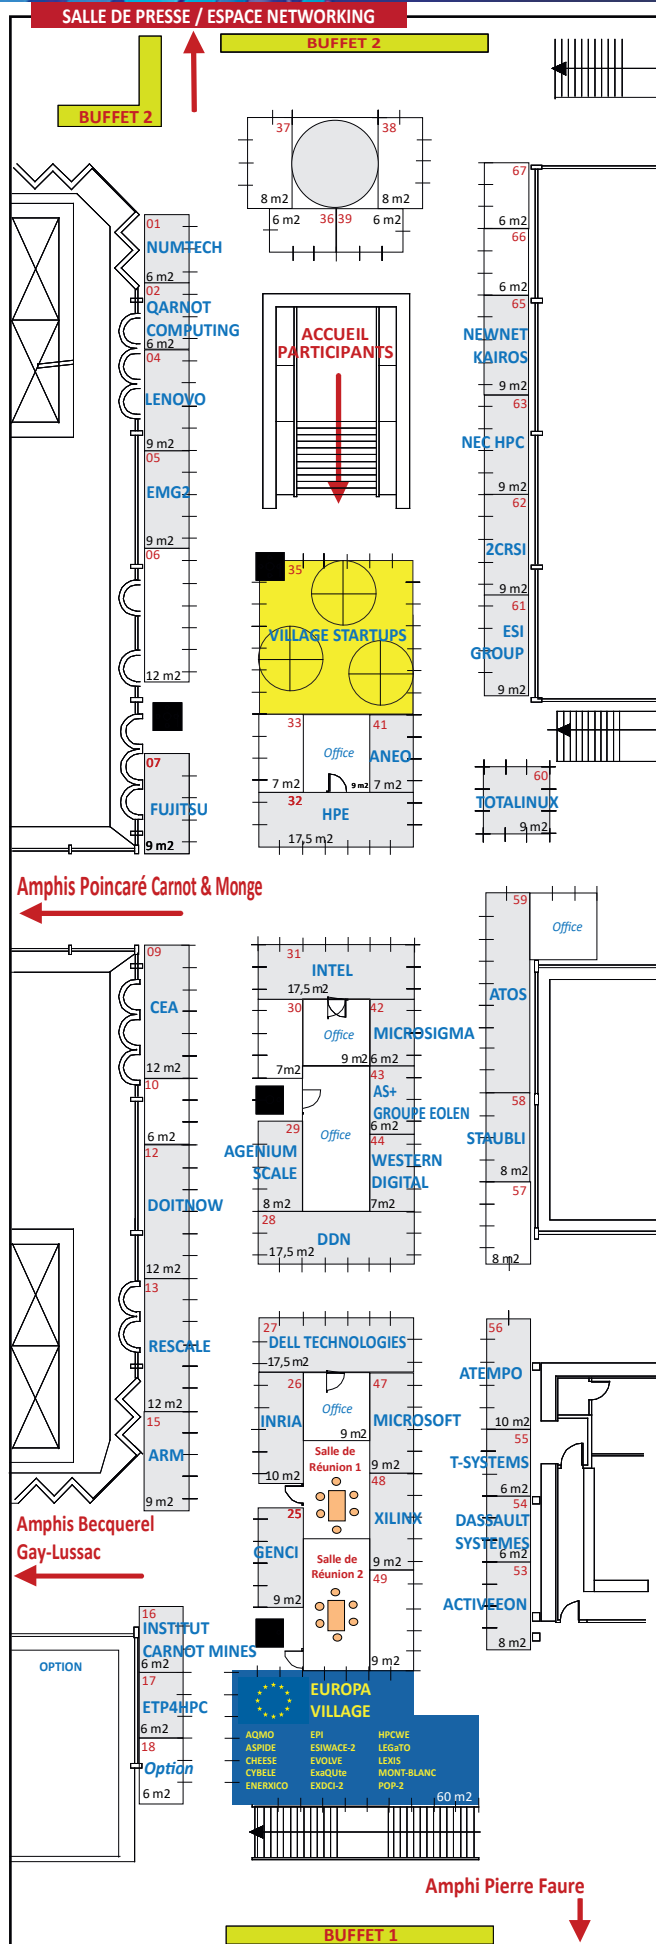 SALLE DE PRESSE / ESPACE NETWORKING
BUFFET 2
BUFFET 2
37
38
8 m2
8 m2
6 m2
36
39
6 m2
01
NUMTECH
6 m2
02
QARNOT
COMPUTING
6 m2
04
LENOVO
9 m2
05
EMG2
9 m2
06
12 m2
07
FUJITSU
9 m2
ACCUEIL
PARTICIPANTS
67
6 m2
66
6 m2
65
NEWNET
KAIROS
9 m2
63
NEC HPC
9 m2
62
2CRSI
9 m2
61
ESI
GROUP
9 m2
35
VILLAGE STARTUPS
33
7 m2
Office
9 m2
41
ANEO
7 m2
32
HPE
17,5 m2
60
TOTALINUX
9 m2
Amphis Poincaré Carnot & Monge
09
CEA
12 m2
10
6 m2
12
DOITNOW
12 m2
13
RESCALE
12 m2
15
ARM
9 m2
31
INTEL
17,5 m2
30
7m2
Office
9 m2
42
MICROSIGMA
6 m2
43
AS+
GROUPE EOLEN
6 m2
29
AGENIUM
SCALE
8 m2
Office
44
WESTERN
DIGITAL
7m2
28
DDN
17,5 m2
59
Office
ATOS
58
STAUBLI
8 m2
57
8 m2
27
DELL TECHNOLOGIES
17,5 m2
26
INRIA
10 m2
Office
9 m2
47
MICROSOFT
9 m2
Salle de
Réunion 1
48
XILINX
9 m2
25
GENCI
9 m2
Salle de
Réunion 2
49
9 m2
56
ATEMPO
10 m2
55
T-SYSTEMS
6 m2
54
DASSAULT
SYSTEMES
6 m2
53
ACTIVEEON
8 m2
Amphis Becquerel
Gay-Lussac
16
INSTITUT
CARNOT MINES
6 m2
17
ETP4HPC
6 m2
18
Option
6 m2
OPTION
EUROPA
VILLAGE
AQMO EPI HPCWE
ASPIDE ESIWACE-2 LEGaTO
CHEESE EVOLVE LEXIS
CYBELE ExaQUte MONT-BLANC
ENERXICO EXDCI-2 POP-2
60 m2
Amphi Pierre Faure
BUFFET 1